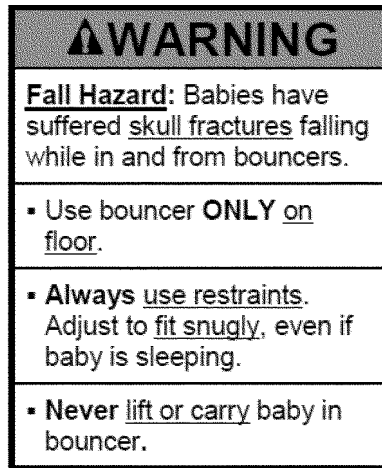 ⚠WARNING
Fall Hazard: Babies have
suffered skull fractures falling
while in and from bouncers.
▪ Use bouncer ONLY on
floor.
▪ Always use restraints.
Adjust to fit snugly, even if
baby is sleeping.
▪ Never lift or carry baby in
bouncer.